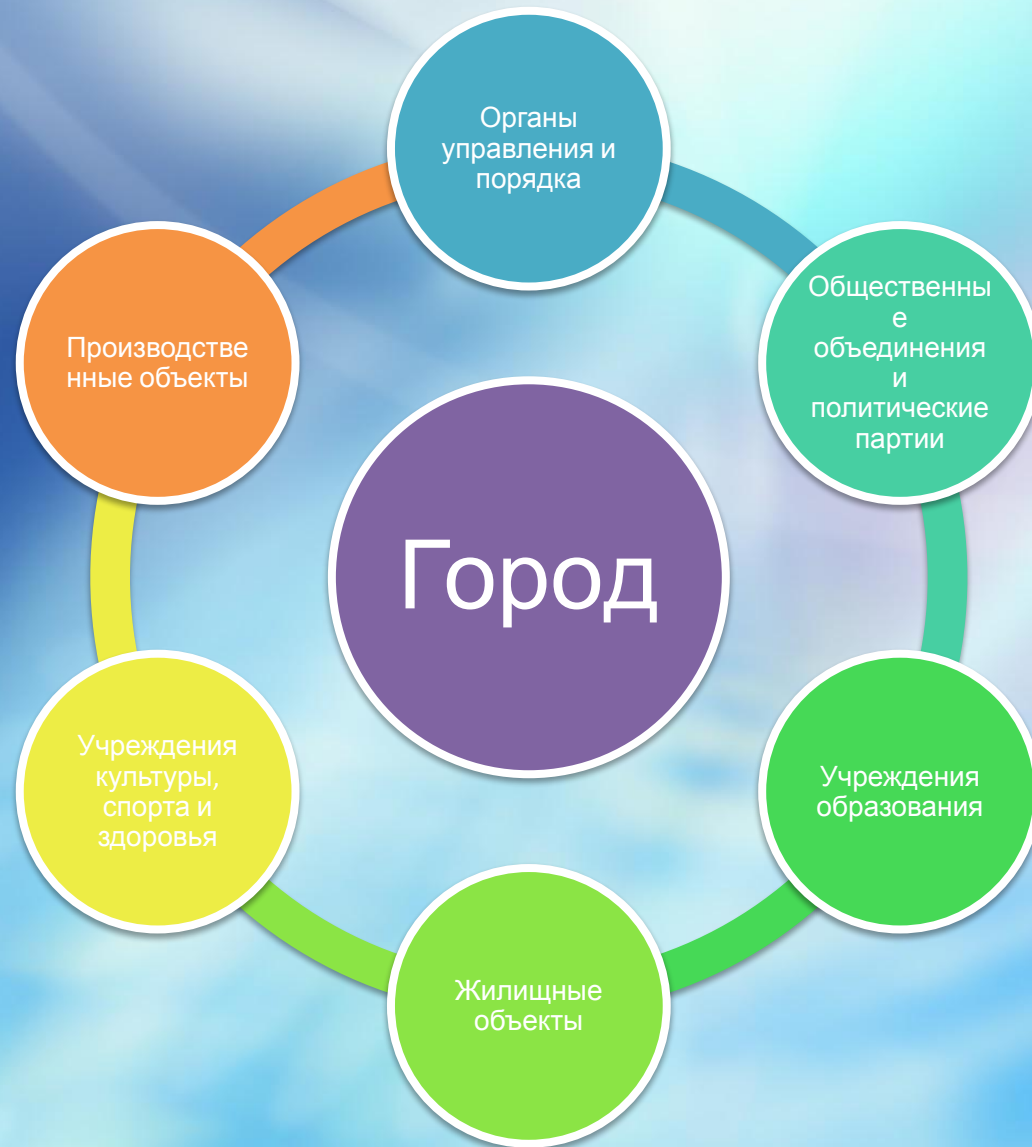 Органы
управления и
порядка
Общественны
е
объединения
и
политические
партии
Производстве
нные объекты
Город
Учреждения
культуры,
спорта и
здоровья
Учреждения
образования
Жилищные
объекты